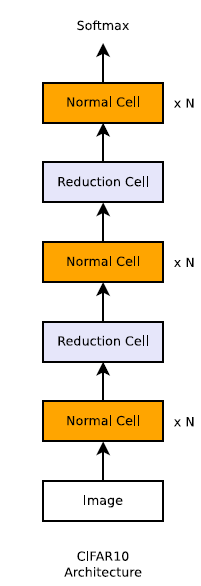 Softmax
Normal Cell x N
Reduction Cell
Normal Cell x N
Reduction Cell
Normal Cell x N
Image
CIFAR10
Architecture